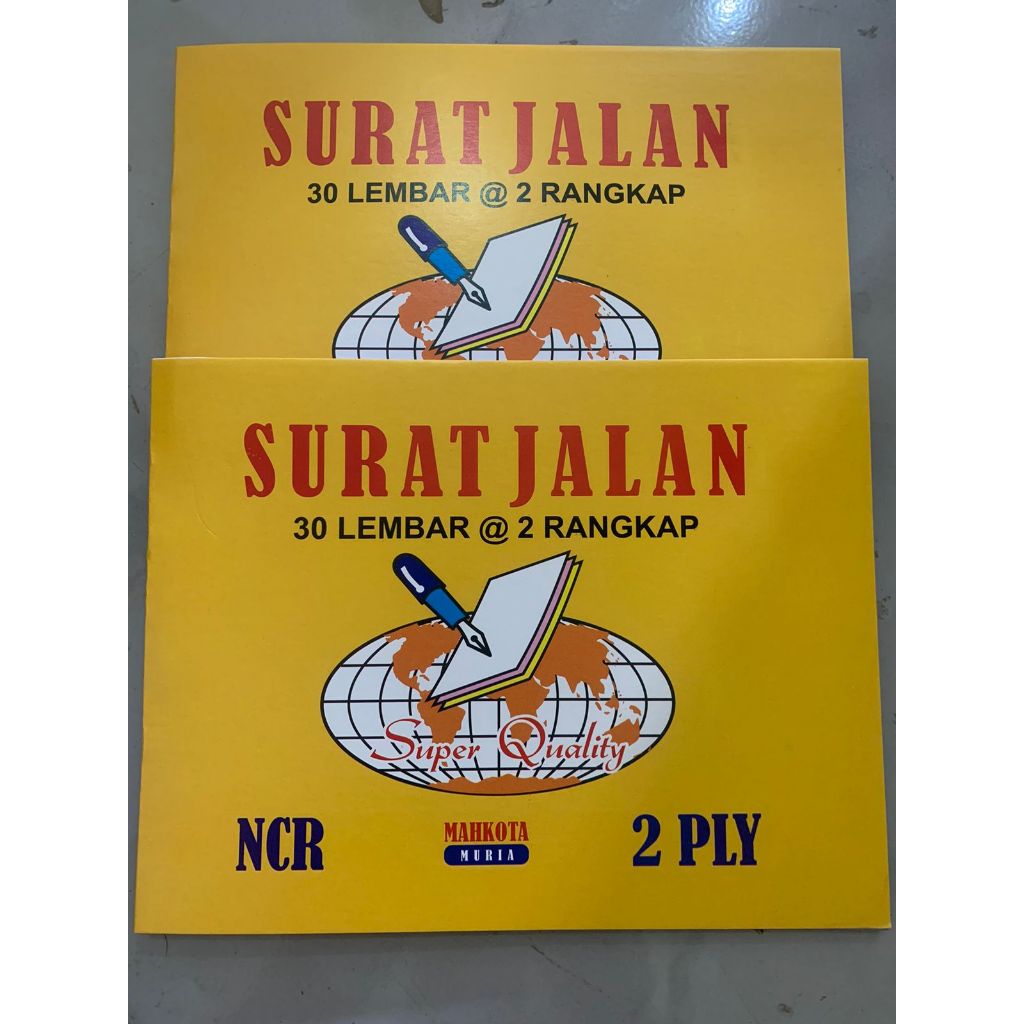 SURAT JALAN
30 LEMBAR @ 2 RANGKAP
SURAT JALAN
30 LEMBAR @ 2 RANGKAP
Super Quality
NCR
MAHKOTA
MURIA
2 PLY